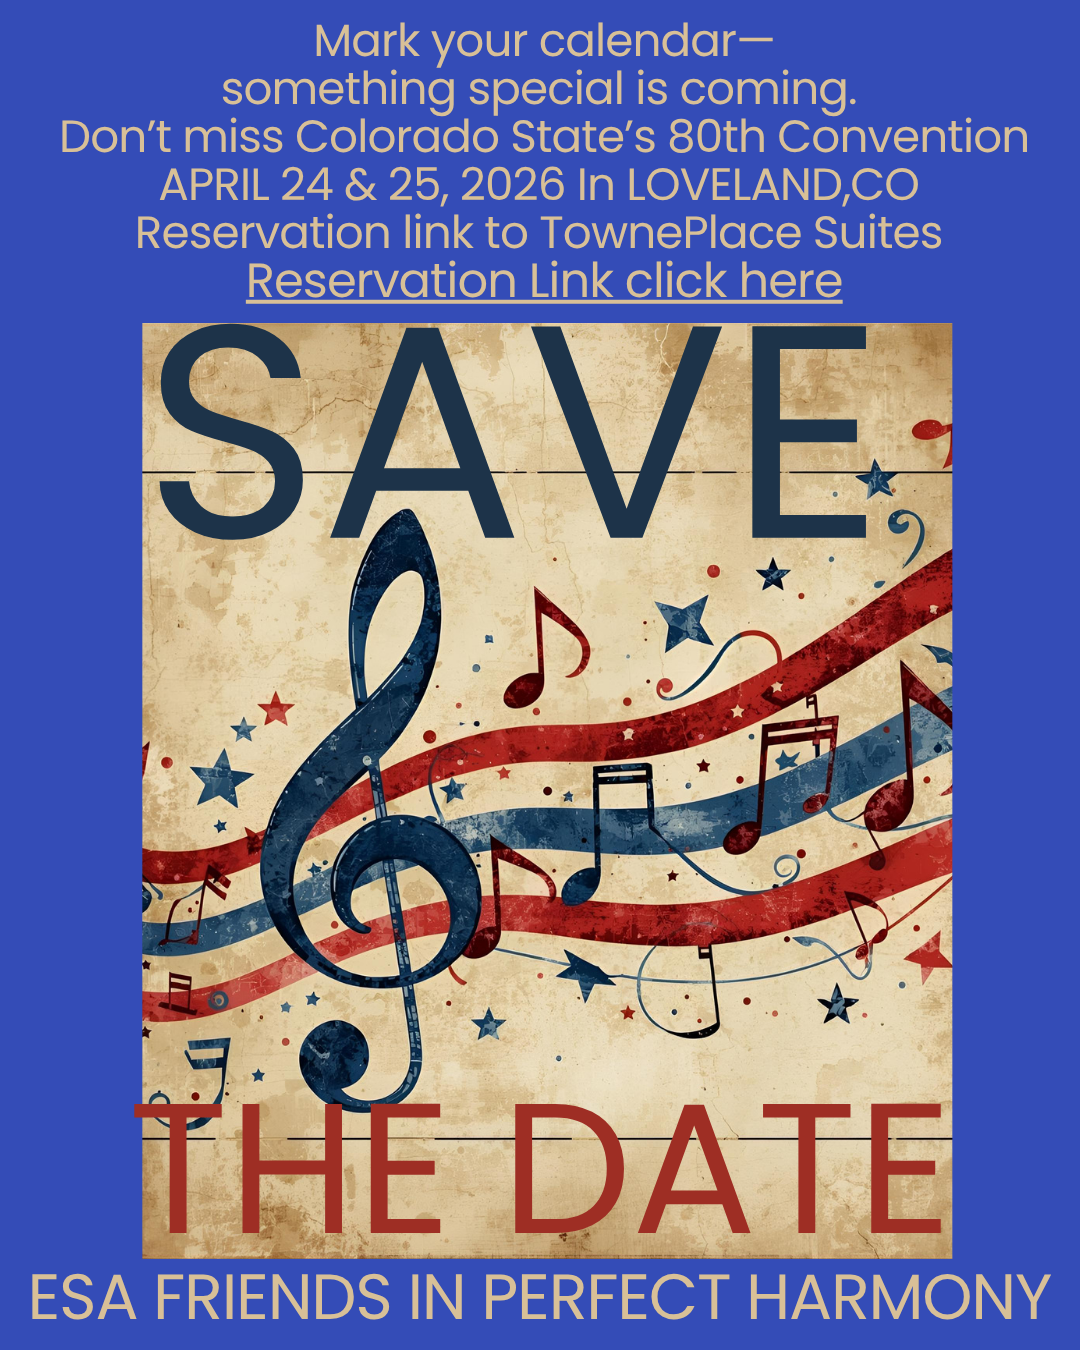 Mark your calendar—
something special is coming.
Don’t miss Colorado State’s 80th Convention
APRIL 24 & 25, 2026 In LOVELAND,CO
Reservation link to TownePlace Suites
Reservation Link click here
SAVE
THE DATE
ESA FRIENDS IN PERFECT HARMONY